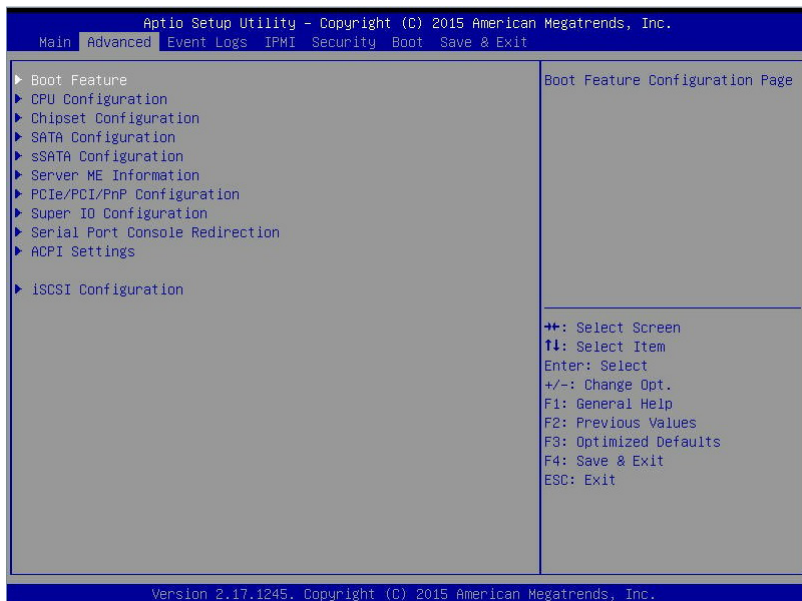 Aptio Setup Utility – Copyright (C) 2015 American Megatrends, Inc.
Main Advanced Event Logs IPMI Security Boot Save & Exit
▶ Boot Feature
▶ CPU Configuration
▶ Chipset Configuration
▶ SATA Configuration
▶ sSATA Configuration
▶ Server ME Information
▶ PCIe/PCI/PnP Configuration
▶ Super IO Configuration
▶ Serial Port Console Redirection
▶ ACPI Settings
▶ iSCSI Configuration
Boot Feature Configuration Page
→←: Select Screen
↑↓: Select Item
Enter: Select
+/-: Change Opt.
F1: General Help
F2: Previous Values
F3: Optimized Defaults
F4: Save & Exit
ESC: Exit
Version 2.17.1245. Copyright (C) 2015 American Megatrends, Inc.